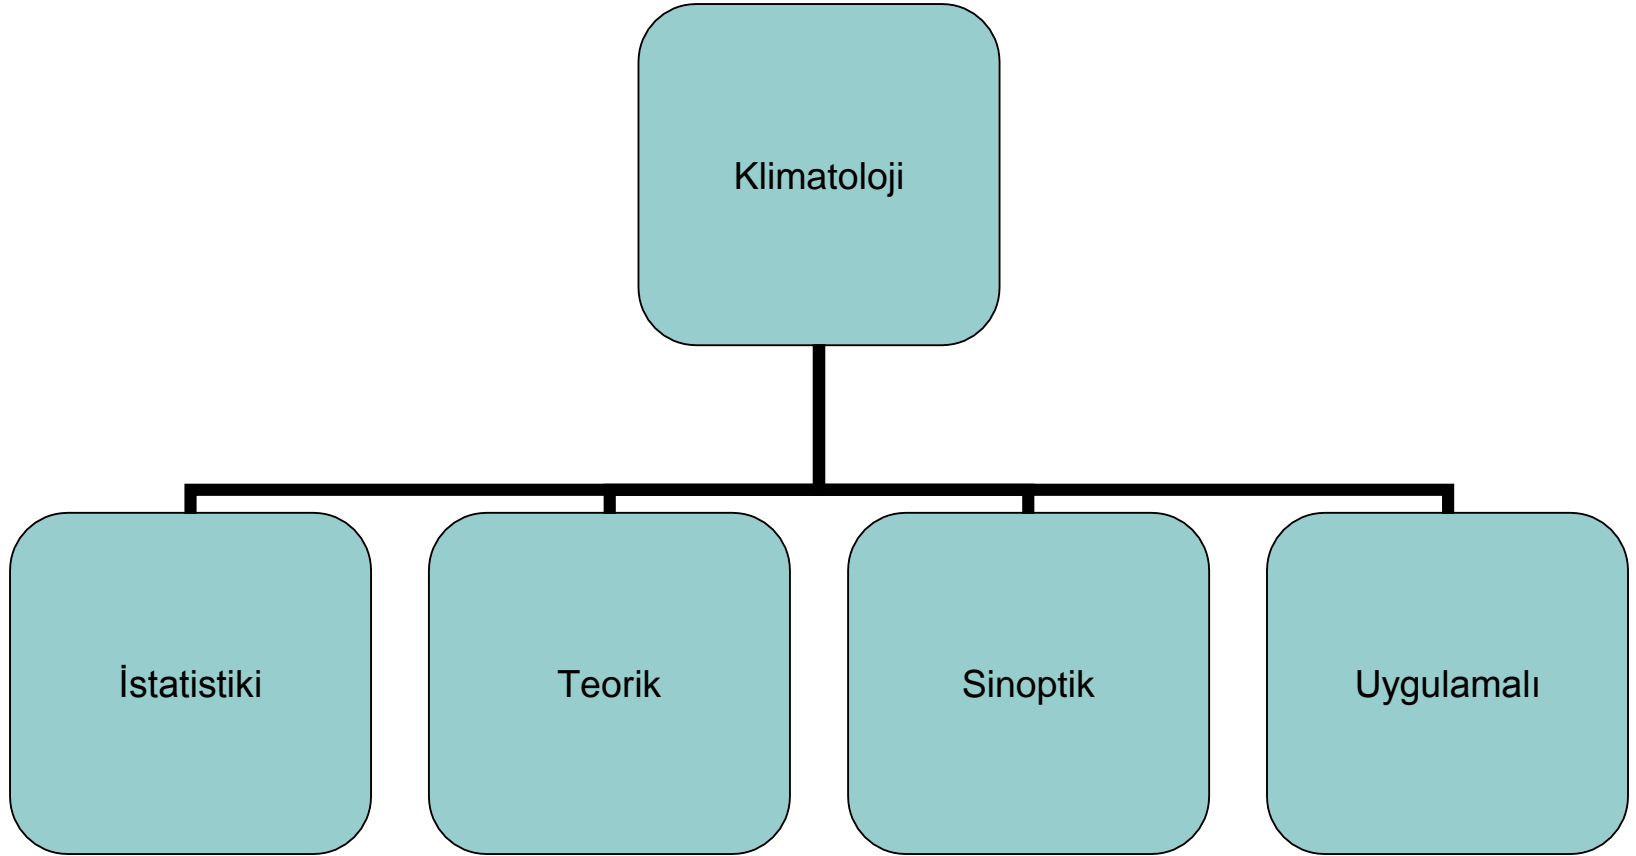 Klimatoloji
İstatistiki
Teorik
Sinoptik
Uygulamalı